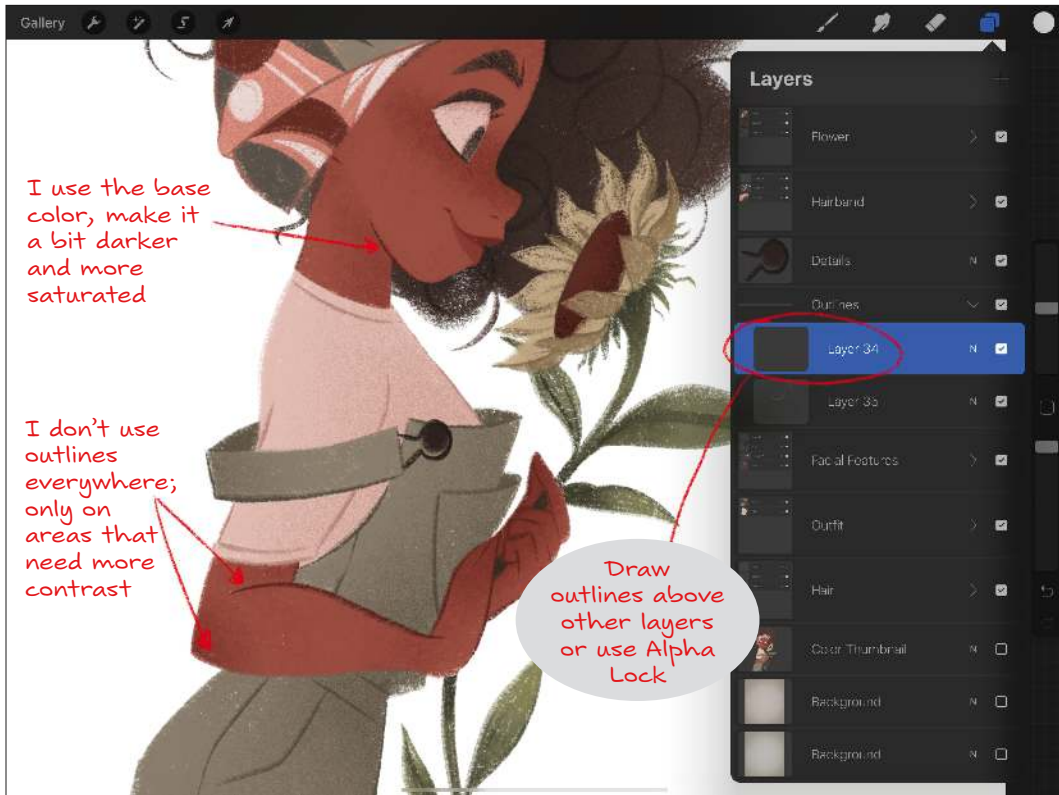 Gallery
Layers
Flower
Hairband
Details
N
Outlines
Layer 34
N
Layer 35
N
Facial Features
Outfit
Hair
Color Thumbnail
N
Background
N
Background
N
I use the base
color, make it
a bit darker
and more
saturated
I don't use
outlines
everywhere;
only on
areas that
need more
contrast
Draw
outlines above
other layers
or use Alpha
Lock